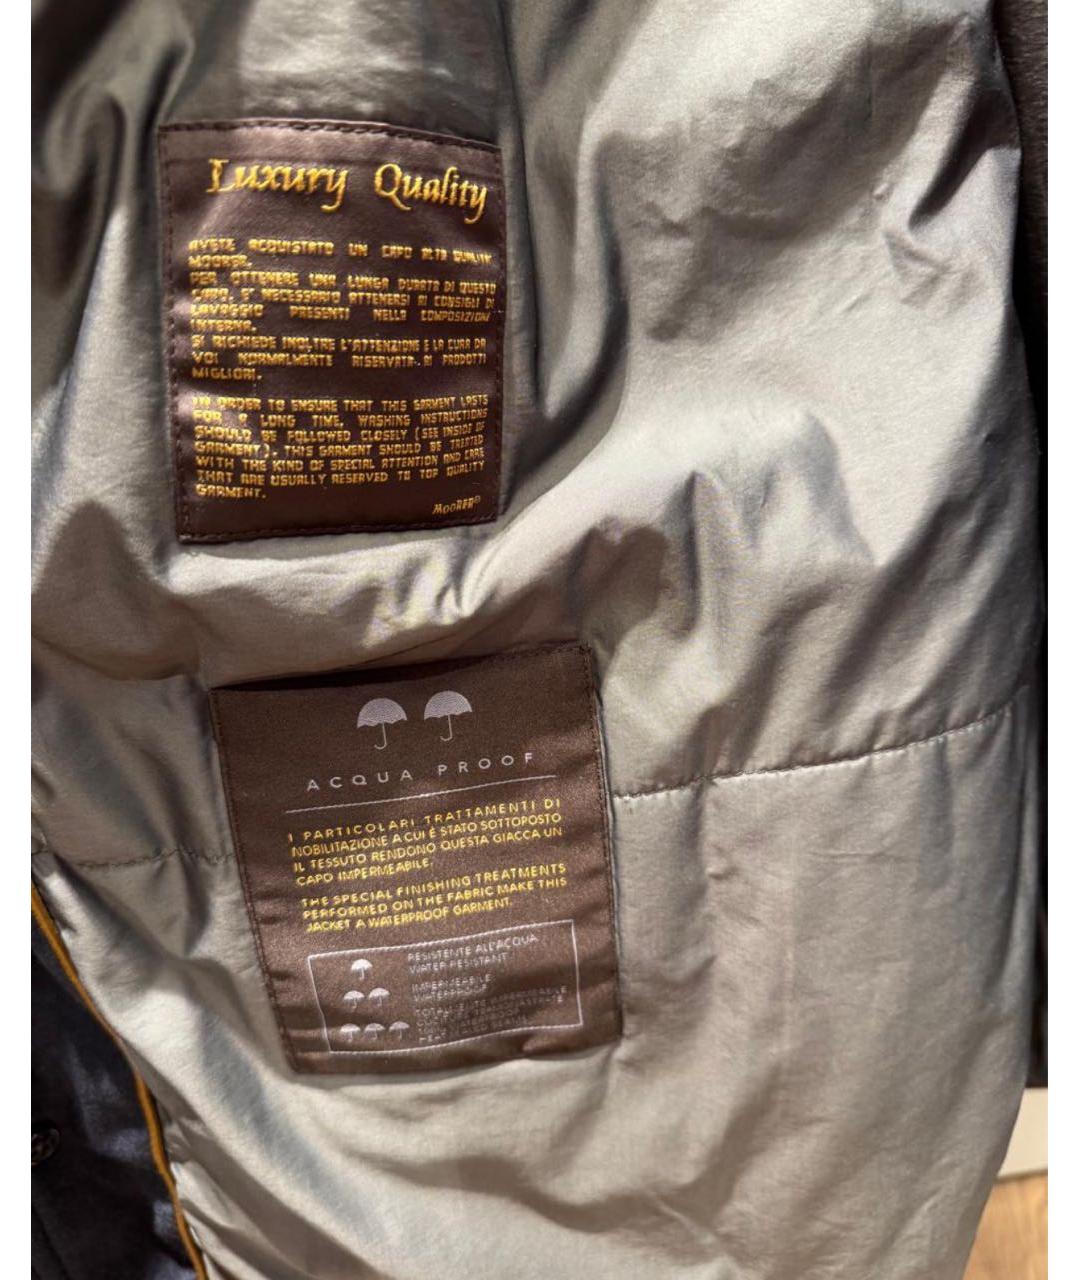 Luxury Quality
AVETE ACQUISTATO UN CAPO ALTA QUALITA'
MOORER.
PER OTTENERE UNA LUNGA DURATA DI QUESTO
CAPO, E' NECESSARIO ATTENERSI AI CONSIGLI DI
LAVAGGIO PRESENTI NELLA COMPOSIZIONE
INTERNA.
SI RICHIEDE INOLTRE L'ATTENZIONE E LA CURA DA
VOI NORMALMENTE RISERVATA AI PRODOTTI
MIGLIORI.
IN ORDER TO ENSURE THAT THIS GARMENT LASTS
FOR A LONG TIME, WASHING INSTRUCTIONS
SHOULD BE FOLLOWED CLOSELY (SEE INSIDE OF
GARMENT). THIS GARMENT SHOULD BE TREATED
WITH THE KIND OF SPECIAL ATTENTION AND CARE
THAT ARE USUALLY RESERVED TO TOP QUALITY
GARMENT.
MOORER®
ACQUA PROOF
I PARTICOLARI TRATTAMENTI DI
NOBILITAZIONE A CUI È STATO SOTTOPOSTO
IL TESSUTO RENDONO QUESTA GIACCA UN
CAPO IMPERMEABILE.
THE SPECIAL FINISHING TREATMENTS
PERFORMED ON THE FABRIC MAKE THIS
JACKET A WATERPROOF GARMENT.
RESISTENTE ALL'ACQUA
WATER RESISTANT
IMPERMEABILE
WATERPROOF